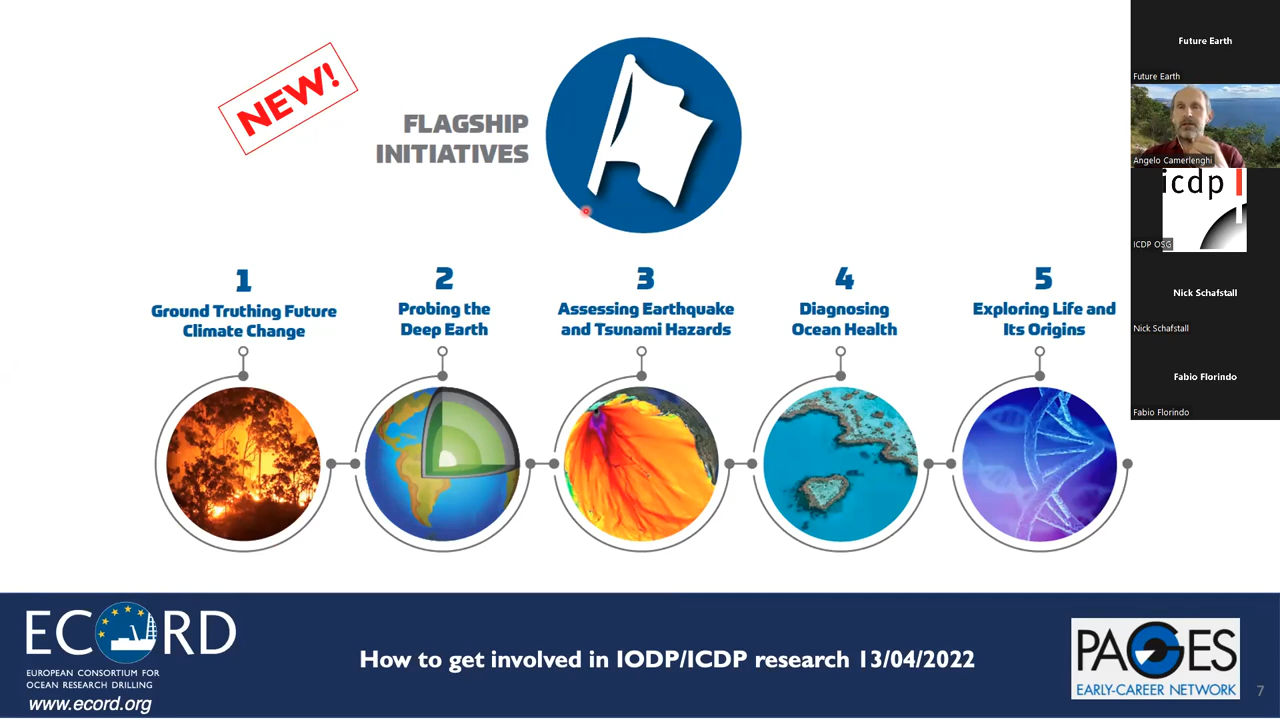 NEW!
FLAGSHIP
INITIATIVES
1
Ground Truthing Future
Climate Change
2
Probing the
Deep Earth
3
Assessing Earthquake
and Tsunami Hazards
4
Diagnosing
Ocean Health
5
Exploring Life and
Its Origins
Future Earth
Future Earth
Angelo Camerlenghi
icdp
ICDP OSG
Nick Schafstall
Nick Schafstall
Fabio Florindo
Fabio Florindo
ECORD
EUROPEAN CONSORTIUM FOR
OCEAN RESEARCH DRILLING
www.ecord.org
How to get involved in IODP/ICDP research 13/04/2022
PAGES
EARLY-CAREER NETWORK
7